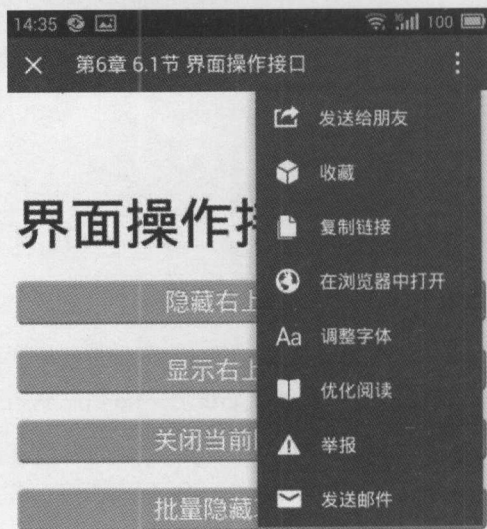 14:35 100
第6章 6.1节 界面操作接口
发送给朋友
收藏
界面操作接
复制链接
在浏览器中打开
隐藏右上
Aa 调整字体
显示右上
优化阅读
关闭当前
举报
批量隐藏
发送邮件